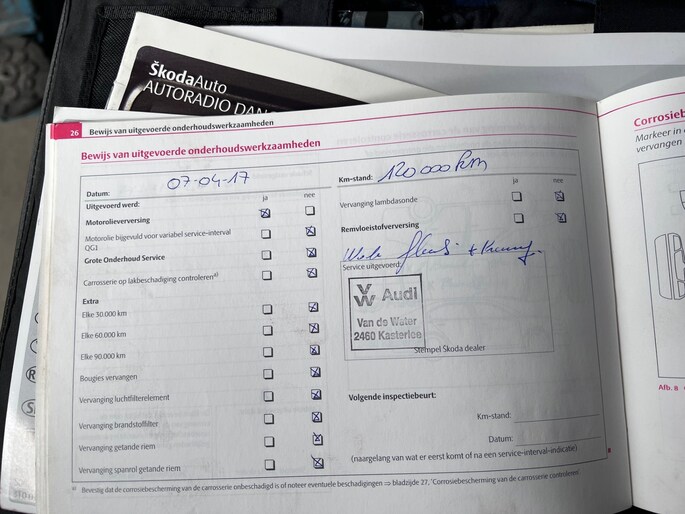 ŠkodaAuto
AUTORADIO DAN
26 Bewijs van uitgevoerde onderhoudswerkzaamheden
Bewijs van uitgevoerde onderhoudswerkzaamheden
Datum: 07-04-17
Uitgevoerd werd: ja nee
Motorolieverversing
Motorolie bijgevuld voor variabel service-interval
QG1
Grote Onderhoud Service
Carrosserie op lakbeschadiging controleren a)
Extra
Elke 30.000 km
Elke 60.000 km
Elke 90.000 km
Bougies vervangen
Vervanging luchtfilterelement
Vervanging brandstoffilter
Vervanging getande riem
Vervanging spanrol getande riem
Km-stand: 120 000 km
ja nee
Vervanging lambdasonde
Remvloeistofverversing
Service uitgevoerd:
VW Audi
Van de Water
2460 Kasterlee
Stempel Škoda dealer
Volgende inspectiebeurt:
Km-stand:
Datum:
(naargelang van wat er eerst komt of na een service-interval-indicatie)
a) Bevestig dat de corrosiebescherming van de carrosserie onbeschadigd is of noteer eventuele beschadigingen ⇒ bladzijde 27, "Corrosiebescherming van de carrosserie controleren".
Corrosieb
Markeer in
vervangen
Afb. 8